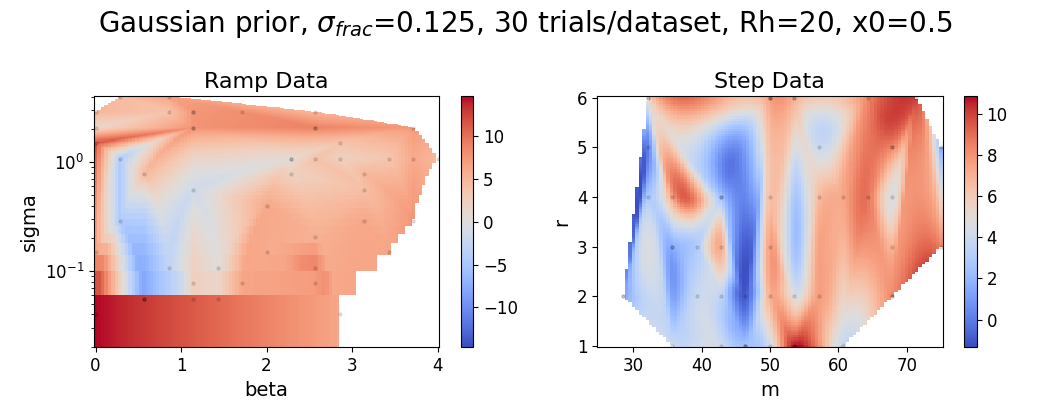 Gaussian prior, σfrac=0.125, 30 trials/dataset, Rh=20, x0=0.5
Ramp Data
sigma
10⁰
10⁻¹
0 1 2 3 4
beta
10
5
0
−5
−10
Step Data
r
6
5
4
3
2
1
30 40 50 60 70
m
10
8
6
4
2
0